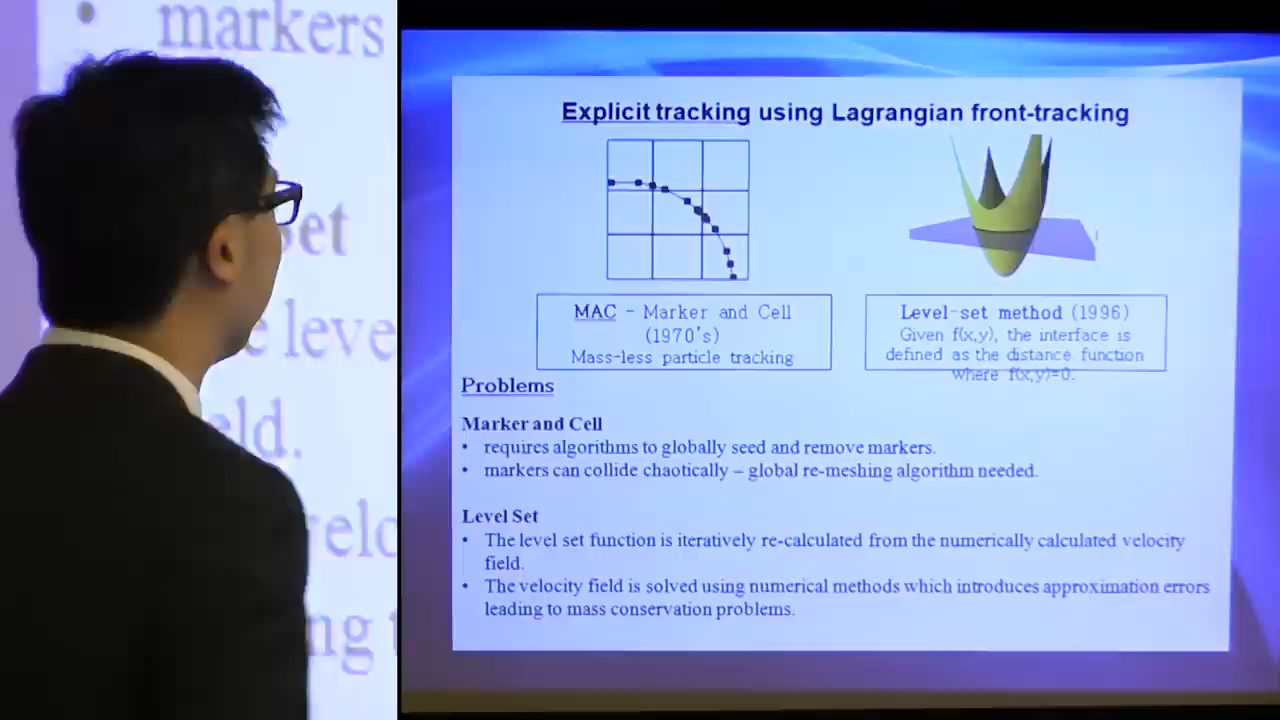 markers
set
e leve
eld.
velo
ng t
Explicit tracking using Lagrangian front-tracking
MAC - Marker and Cell
(1970's)
Mass-less particle tracking
Level-set method (1996)
Given f(x,y), the interface is
defined as the distance function
where f(x,y)=0.
Problems
Marker and Cell
• requires algorithms to globally seed and remove markers.
• markers can collide chaotically – global re-meshing algorithm needed.
Level Set
• The level set function is iteratively re-calculated from the numerically calculated velocity
field.
• The velocity field is solved using numerical methods which introduces approximation errors
leading to mass conservation problems.